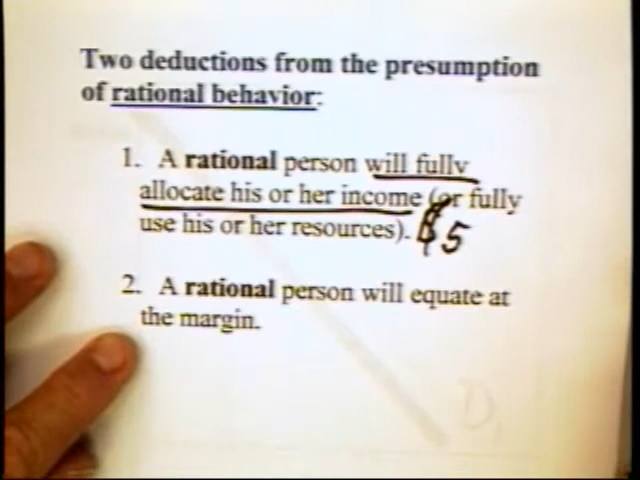 Two deductions from the presumption
of rational behavior:
1. A rational person will fully
allocate his or her income (or fully
use his or her resources). $5
2. A rational person will equate at
the margin.
D,